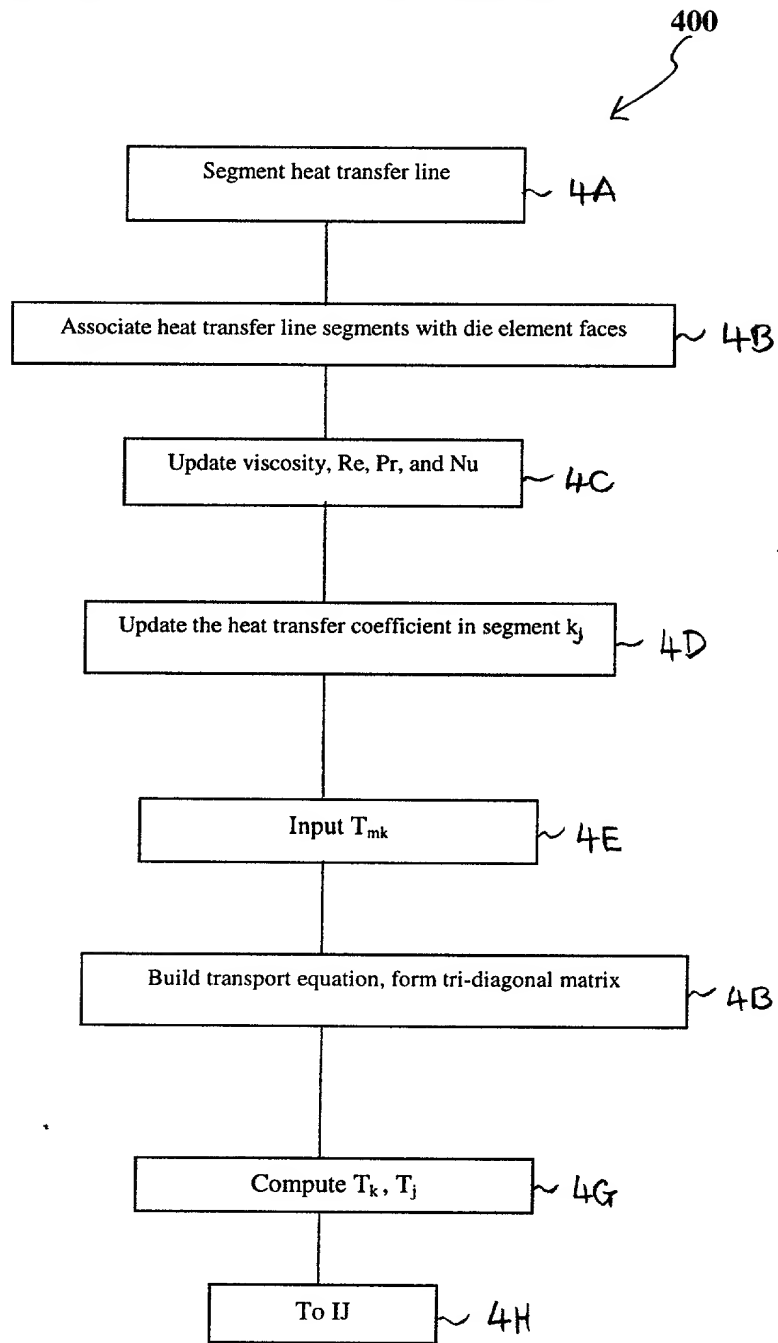 400
Segment heat transfer line
4A
Associate heat transfer line segments with die element faces
4B
Update viscosity, Re, Pr, and Nu
4C
Update the heat transfer coefficient in segment kj
4D
Input Tmk
4E
Build transport equation, form tri-diagonal matrix
4B
Compute Tk , Tj
4G
To IJ
4H